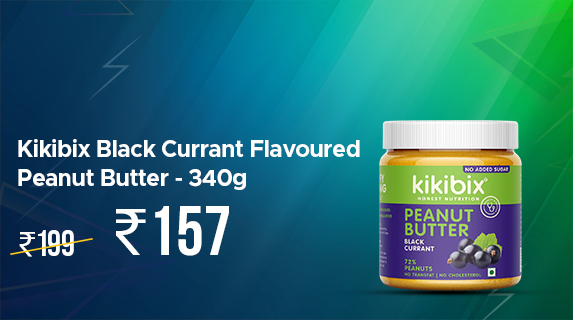 Kikibix Black Currant Flavoured
Peanut Butter - 340g
₹199
₹157
NO ADDED SUGAR
kikibix
HONEST NUTRITION
PEANUT
BUTTER
BLACK
CURRANT
72%
PEANUTS
NO TRANSFAT | NO CHOLESTEROL